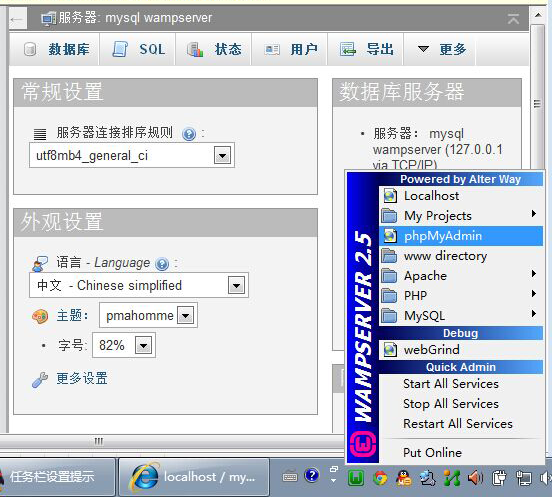 服务器: mysql wampserver
数据库
SQL
状态
用户
导出
更多
常规设置
服务器连接排序规则 :
utf8mb4_general_ci
外观设置
语言 - Language :
中文 - Chinese simplified
主题: pmahomme
字号: 82%
更多设置
数据库服务器
服务器: mysql
wampserver (127.0.0.1
via TCP/IP)
WAMPSERVER 2.5
Powered by Alter Way
Localhost
My Projects
phpMyAdmin
www directory
Apache
PHP
MySQL
Debug
webGrind
Quick Admin
Start All Services
Stop All Services
Restart All Services
Put Online
任务栏设置提示
localhost / my...